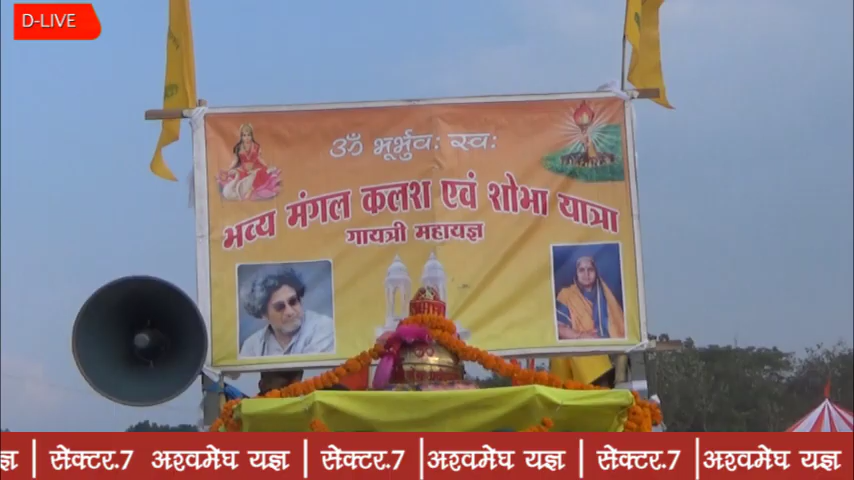 D-LIVE
ॐ भूर्भुवः स्वः
भव्य मंगल कलश एवं शोभा यात्रा
गायत्री महायज्ञ
ज्ञ | सेक्टर.7 अश्वमेघ यज्ञ | सेक्टर.7 | अश्वमेघ यज्ञ | सेक्टर.7 | अश्वमेघ यज्ञ